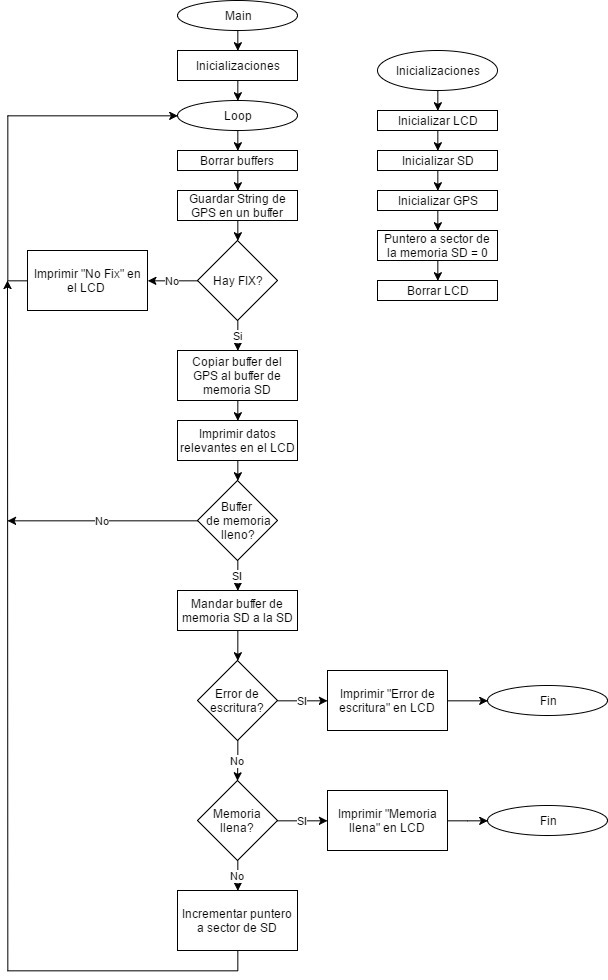 Main
Inicializaciones
Loop
Borrar buffers
Guardar String de
GPS en un buffer
Hay FIX?
No
Imprimir "No Fix" en
el LCD
Si
Copiar buffer del
GPS al buffer de
memoria SD
Imprimir datos
relevantes en el LCD
Buffer
de memoria
lleno?
No
SI
Mandar buffer de
memoria SD a la SD
Error de
escritura?
SI
Imprimir "Error de
escritura" en LCD
Fin
No
Memoria
llena?
SI
Imprimir "Memoria
llena" en LCD
Fin
No
Incrementar puntero
a sector de SD
Inicializaciones
Inicializar LCD
Inicializar SD
Inicializar GPS
Puntero a sector de
la memoria SD = 0
Borrar LCD